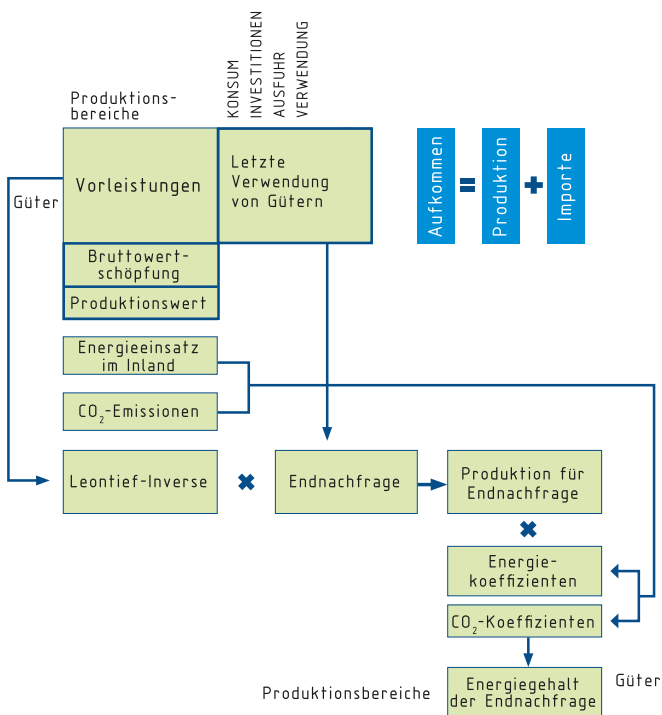 KONSUM
INVESTITIONEN
AUSFUHR
VERWENDUNG
Produktions-
bereiche
Güter
Vorleistungen
Letzte
Verwendung
von Gütern
Aufkommen
=
Produktion
+
Importe
Bruttowert-
schöpfung
Produktionswert
Energieeinsatz
im Inland
CO₂-Emissionen
Leontief-Inverse
×
Endnachfrage
Produktion für
Endnachfrage
×
Energie-
koeffizienten
CO₂-Koeffizienten
Produktionsbereiche
Energiegehalt
der Endnachfrage
Güter